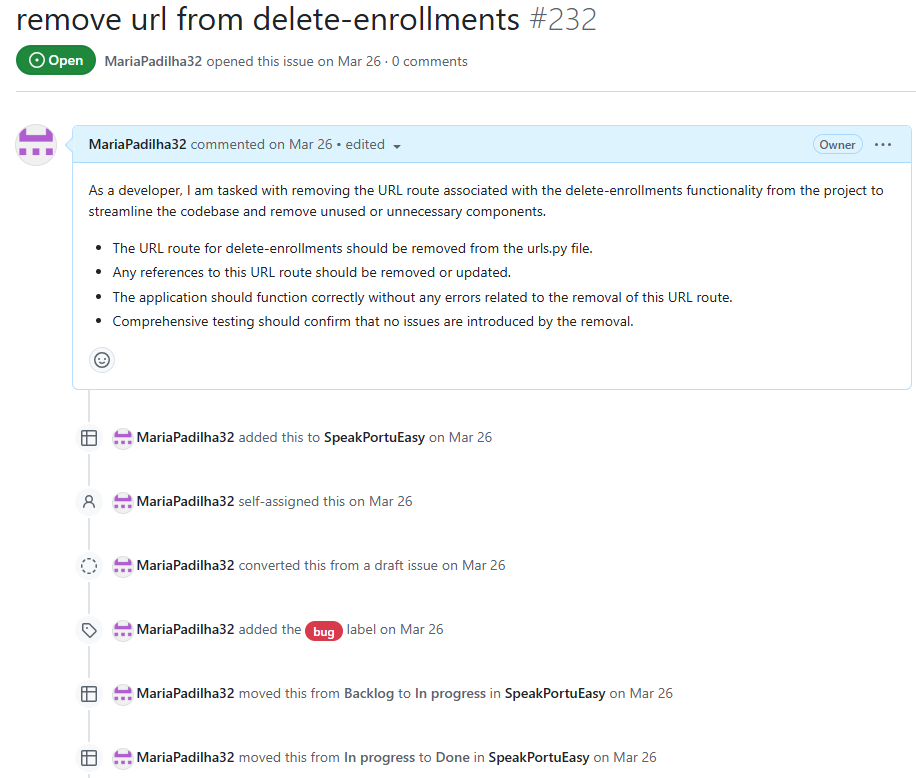 remove url from delete-enrollments #232
Open MariaPadilha32 opened this issue on Mar 26 · 0 comments
MariaPadilha32 commented on Mar 26 • edited Owner
As a developer, I am tasked with removing the URL route associated with the delete-enrollments functionality from the project to
streamline the codebase and remove unused or unnecessary components.
• The URL route for delete-enrollments should be removed from the urls.py file.
• Any references to this URL route should be removed or updated.
• The application should function correctly without any errors related to the removal of this URL route.
• Comprehensive testing should confirm that no issues are introduced by the removal.
MariaPadilha32 added this to SpeakPortuEasy on Mar 26
MariaPadilha32 self-assigned this on Mar 26
MariaPadilha32 converted this from a draft issue on Mar 26
MariaPadilha32 added the bug label on Mar 26
MariaPadilha32 moved this from Backlog to In progress in SpeakPortuEasy on Mar 26
MariaPadilha32 moved this from In progress to Done in SpeakPortuEasy on Mar 26